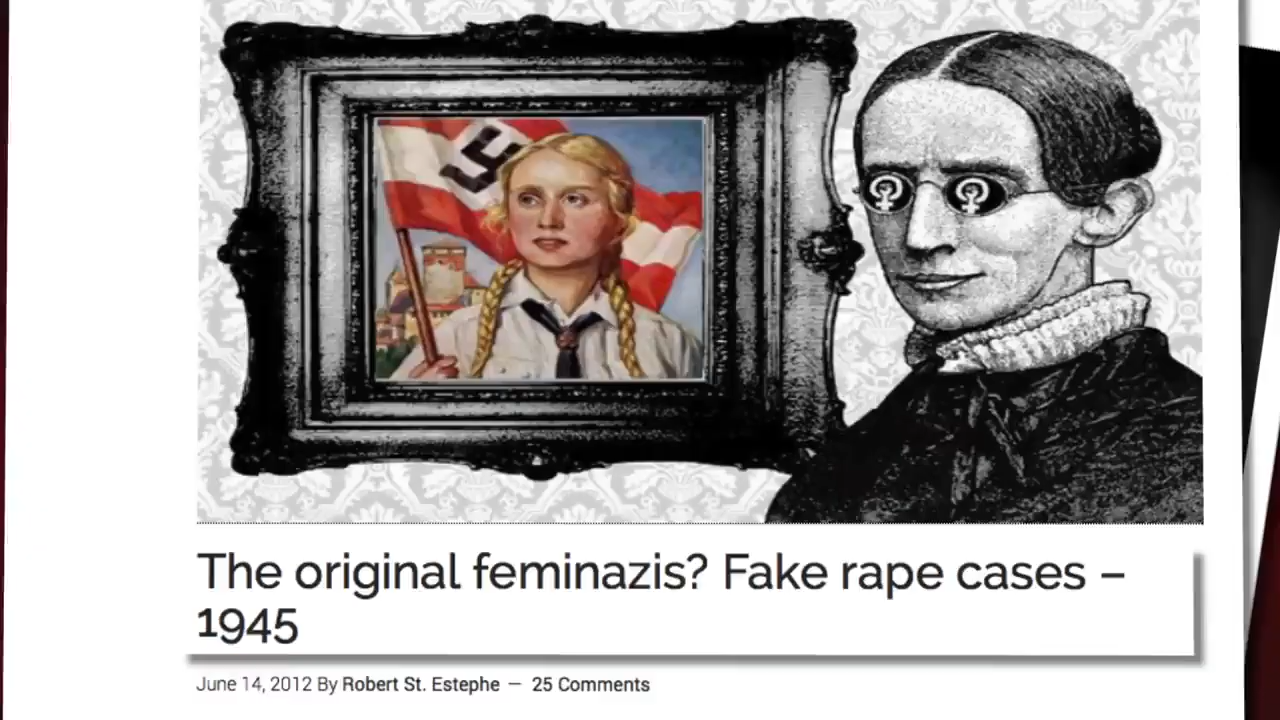 The original feminazis? Fake rape cases –
1945
June 14, 2012 By Robert St. Estephe — 25 Comments